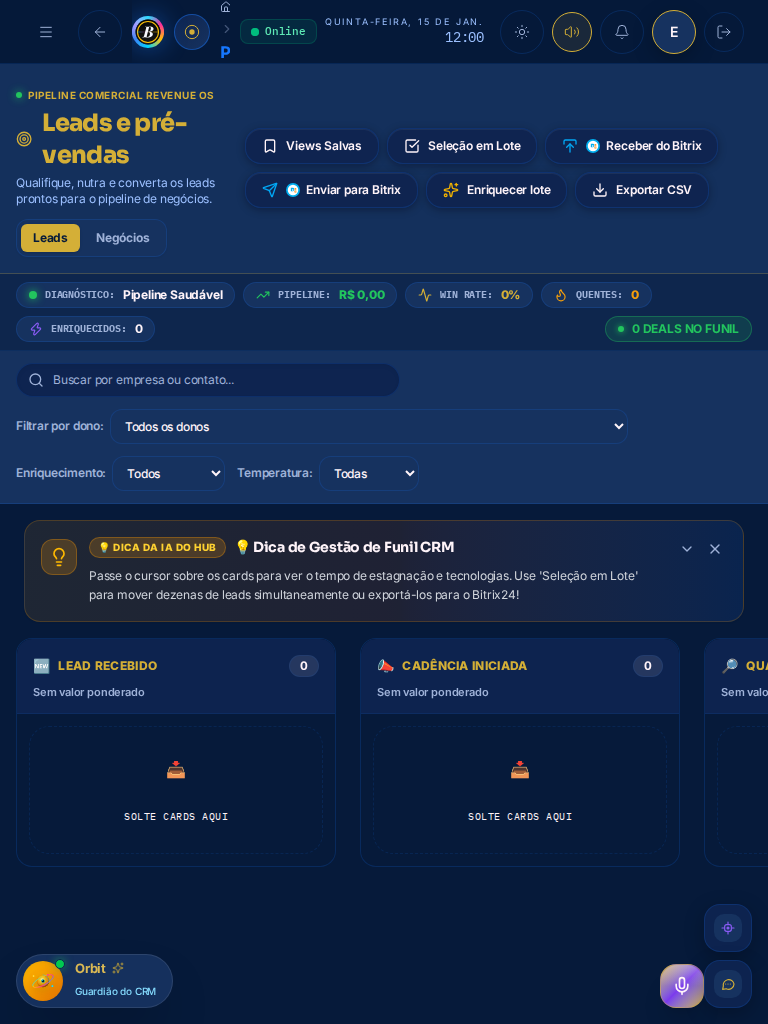 B
P
Online
QUINTA-FEIRA, 15 DE JAN.
12:00
E
PIPELINE COMERCIAL REVENUE OS
Leads e pré-
vendas
Qualifique, nutra e converta os leads
prontos para o pipeline de negócios.
Leads
Negócios
Views Salvas
Seleção em Lote
Receber do Bitrix
Enviar para Bitrix
Enriquecer lote
Exportar CSV
DIAGNÓSTICO: Pipeline Saudável
PIPELINE: R$ 0,00
WIN RATE: 0%
QUENTES: 0
ENRIQUECIDOS: 0
0 DEALS NO FUNIL
Buscar por empresa ou contato...
Filtrar por dono: Todos os donos
Enriquecimento: Todos
Temperatura: Todas
💡 DICA DA IA DO HUB
💡 Dica de Gestão de Funil CRM
Passe o cursor sobre os cards para ver o tempo de estagnação e tecnologias. Use 'Seleção em Lote'
para mover dezenas de leads simultaneamente ou exportá-los para o Bitrix24!
🆕 LEAD RECEBIDO 0
Sem valor ponderado
📥
SOLTE CARDS AQUI
📣 CADÊNCIA INICIADA 0
Sem valor ponderado
📥
SOLTE CARDS AQUI
🔎 QUA
Sem valo
Orbit
Guardião do CRM